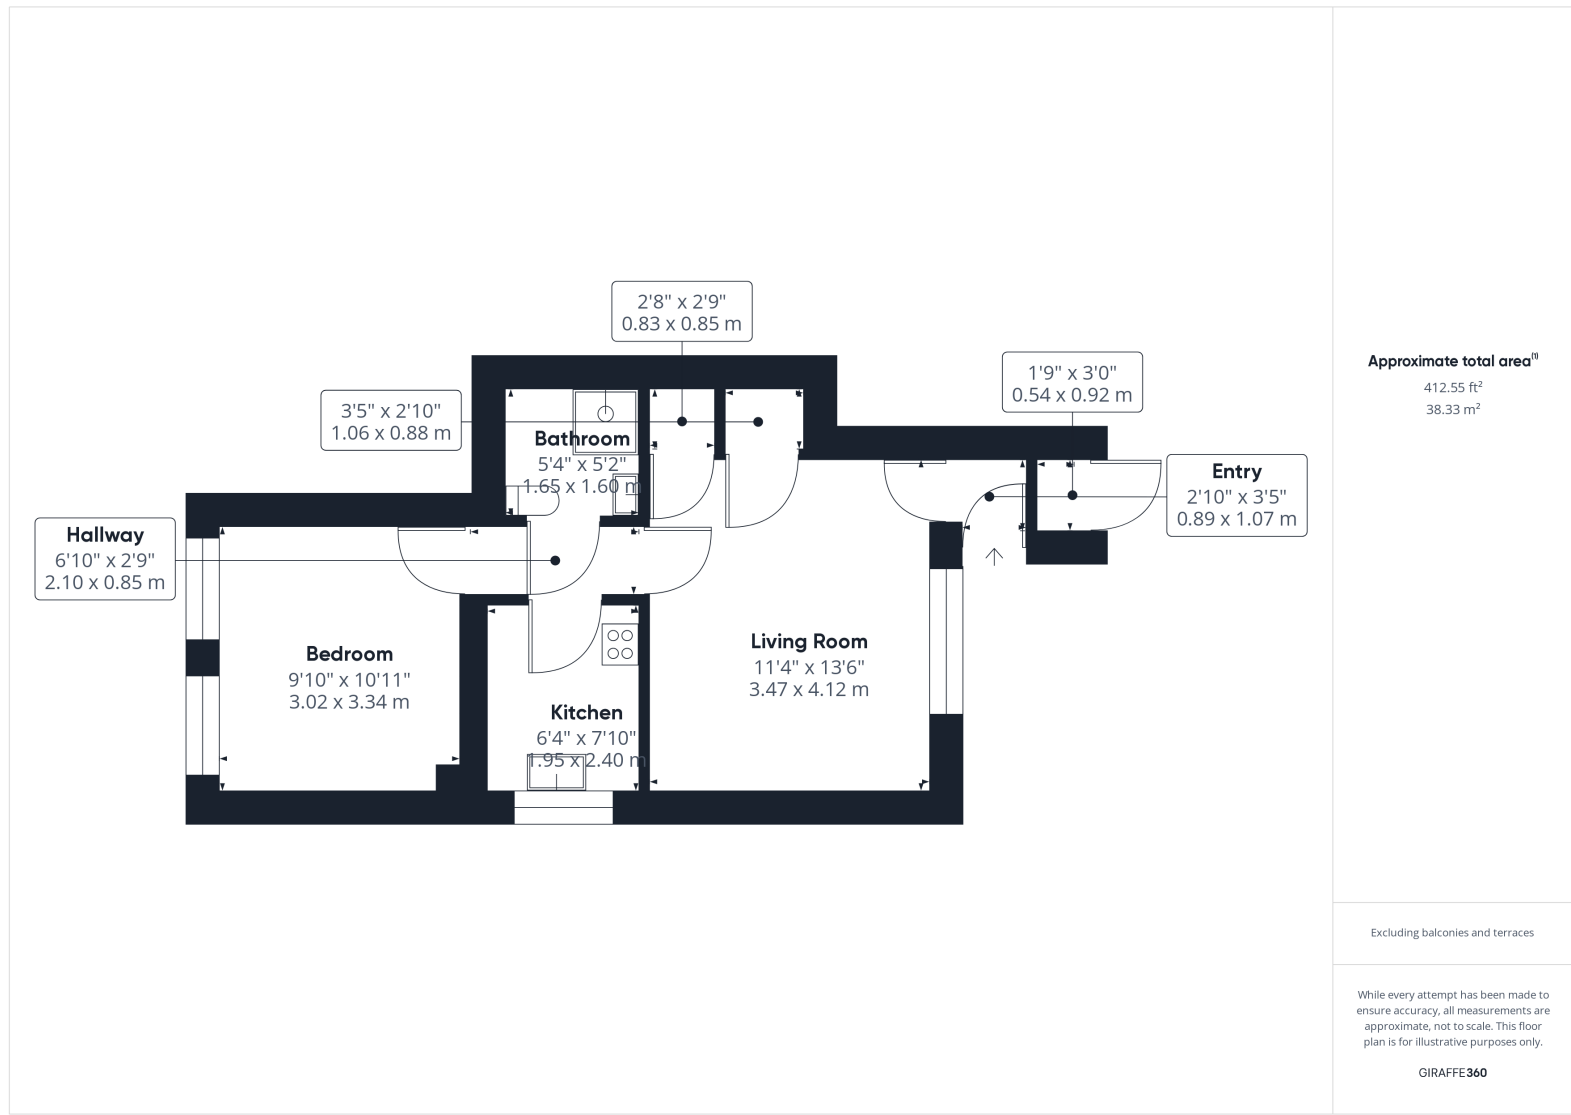 2'8" x 2'9"
0.83 x 0.85 m
1'9" x 3'0"
0.54 x 0.92 m
3'5" x 2'10"
1.06 x 0.88 m
Bathroom
5'4" x 5'2"
1.65 x 1.60 m
Entry
2'10" x 3'5"
0.89 x 1.07 m
Hallway
6'10" x 2'9"
2.10 x 0.85 m
Bedroom
9'10" x 10'11"
3.02 x 3.34 m
Living Room
11'4" x 13'6"
3.47 x 4.12 m
Kitchen
6'4" x 7'10"
1.95 x 2.40 m
Approximate total area(1)
412.55 ft²
38.33 m²
Excluding balconies and terraces
While every attempt has been made to
ensure accuracy, all measurements are
approximate, not to scale. This floor
plan is for illustrative purposes only.
GIRAFFE360